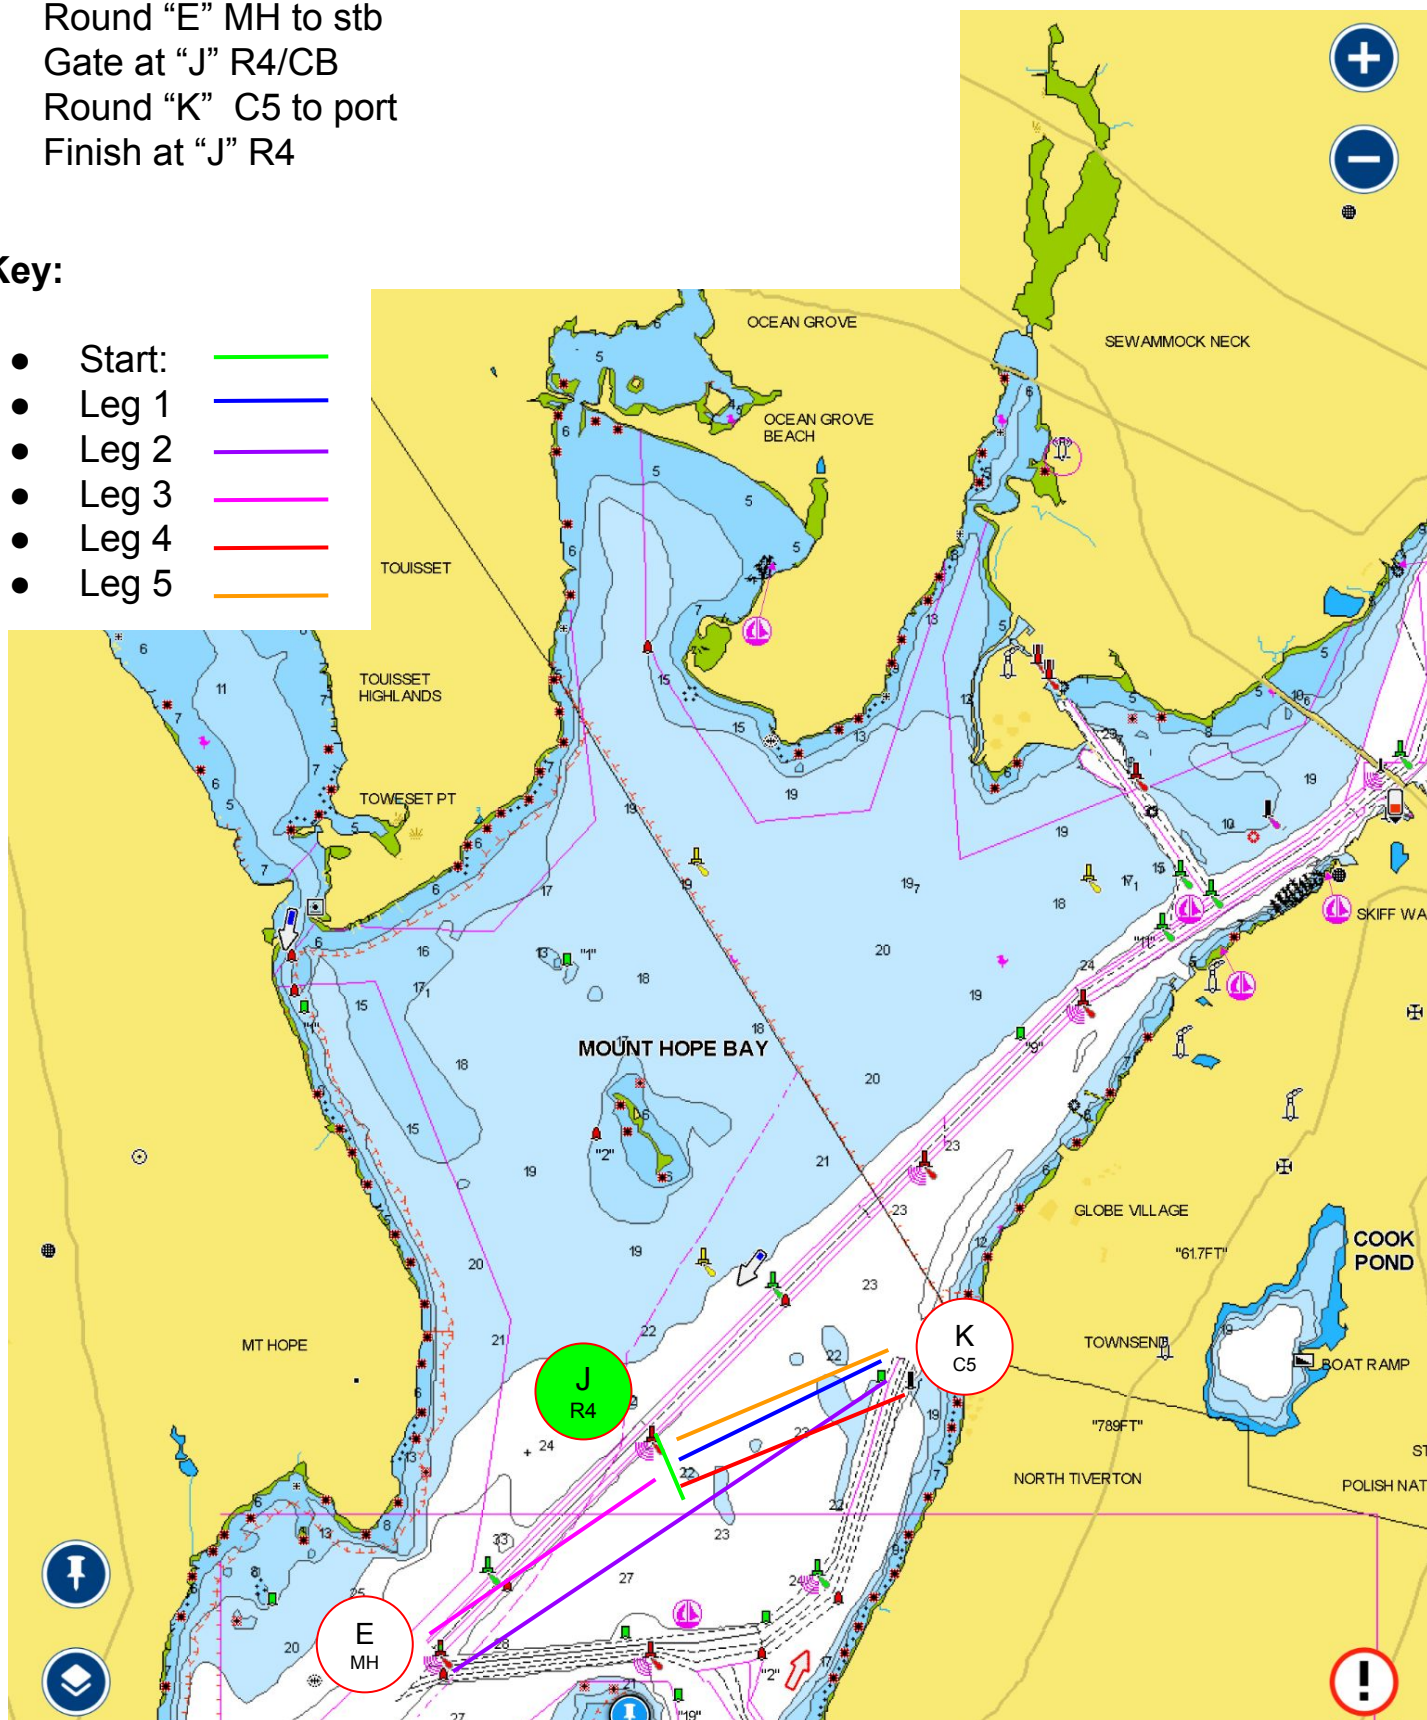 Round “E” MH to stb
Gate at “J” R4/CB
Round “K” C5 to port
Finish at “J” R4
Key:
● Start:
● Leg 1
● Leg 2
● Leg 3
● Leg 4
● Leg 5
OCEAN GROVE
SEWAMMOCK NECK
OCEAN GROVE
BEACH
TOUISSET
TOUISSET
HIGHLANDS
TOWESET PT
SKIFF WA
MOUNT HOPE BAY
"1"
"1"
"11"
"9"
"2"
GLOBE VILLAGE
"61.7FT"
COOK
POND
MT HOPE
J
R4
K
C5
TOWNSEND
BOAT RAMP
"789FT"
NORTH TIVERTON
ST
POLISH NAT
E
MH
"2"
"19"